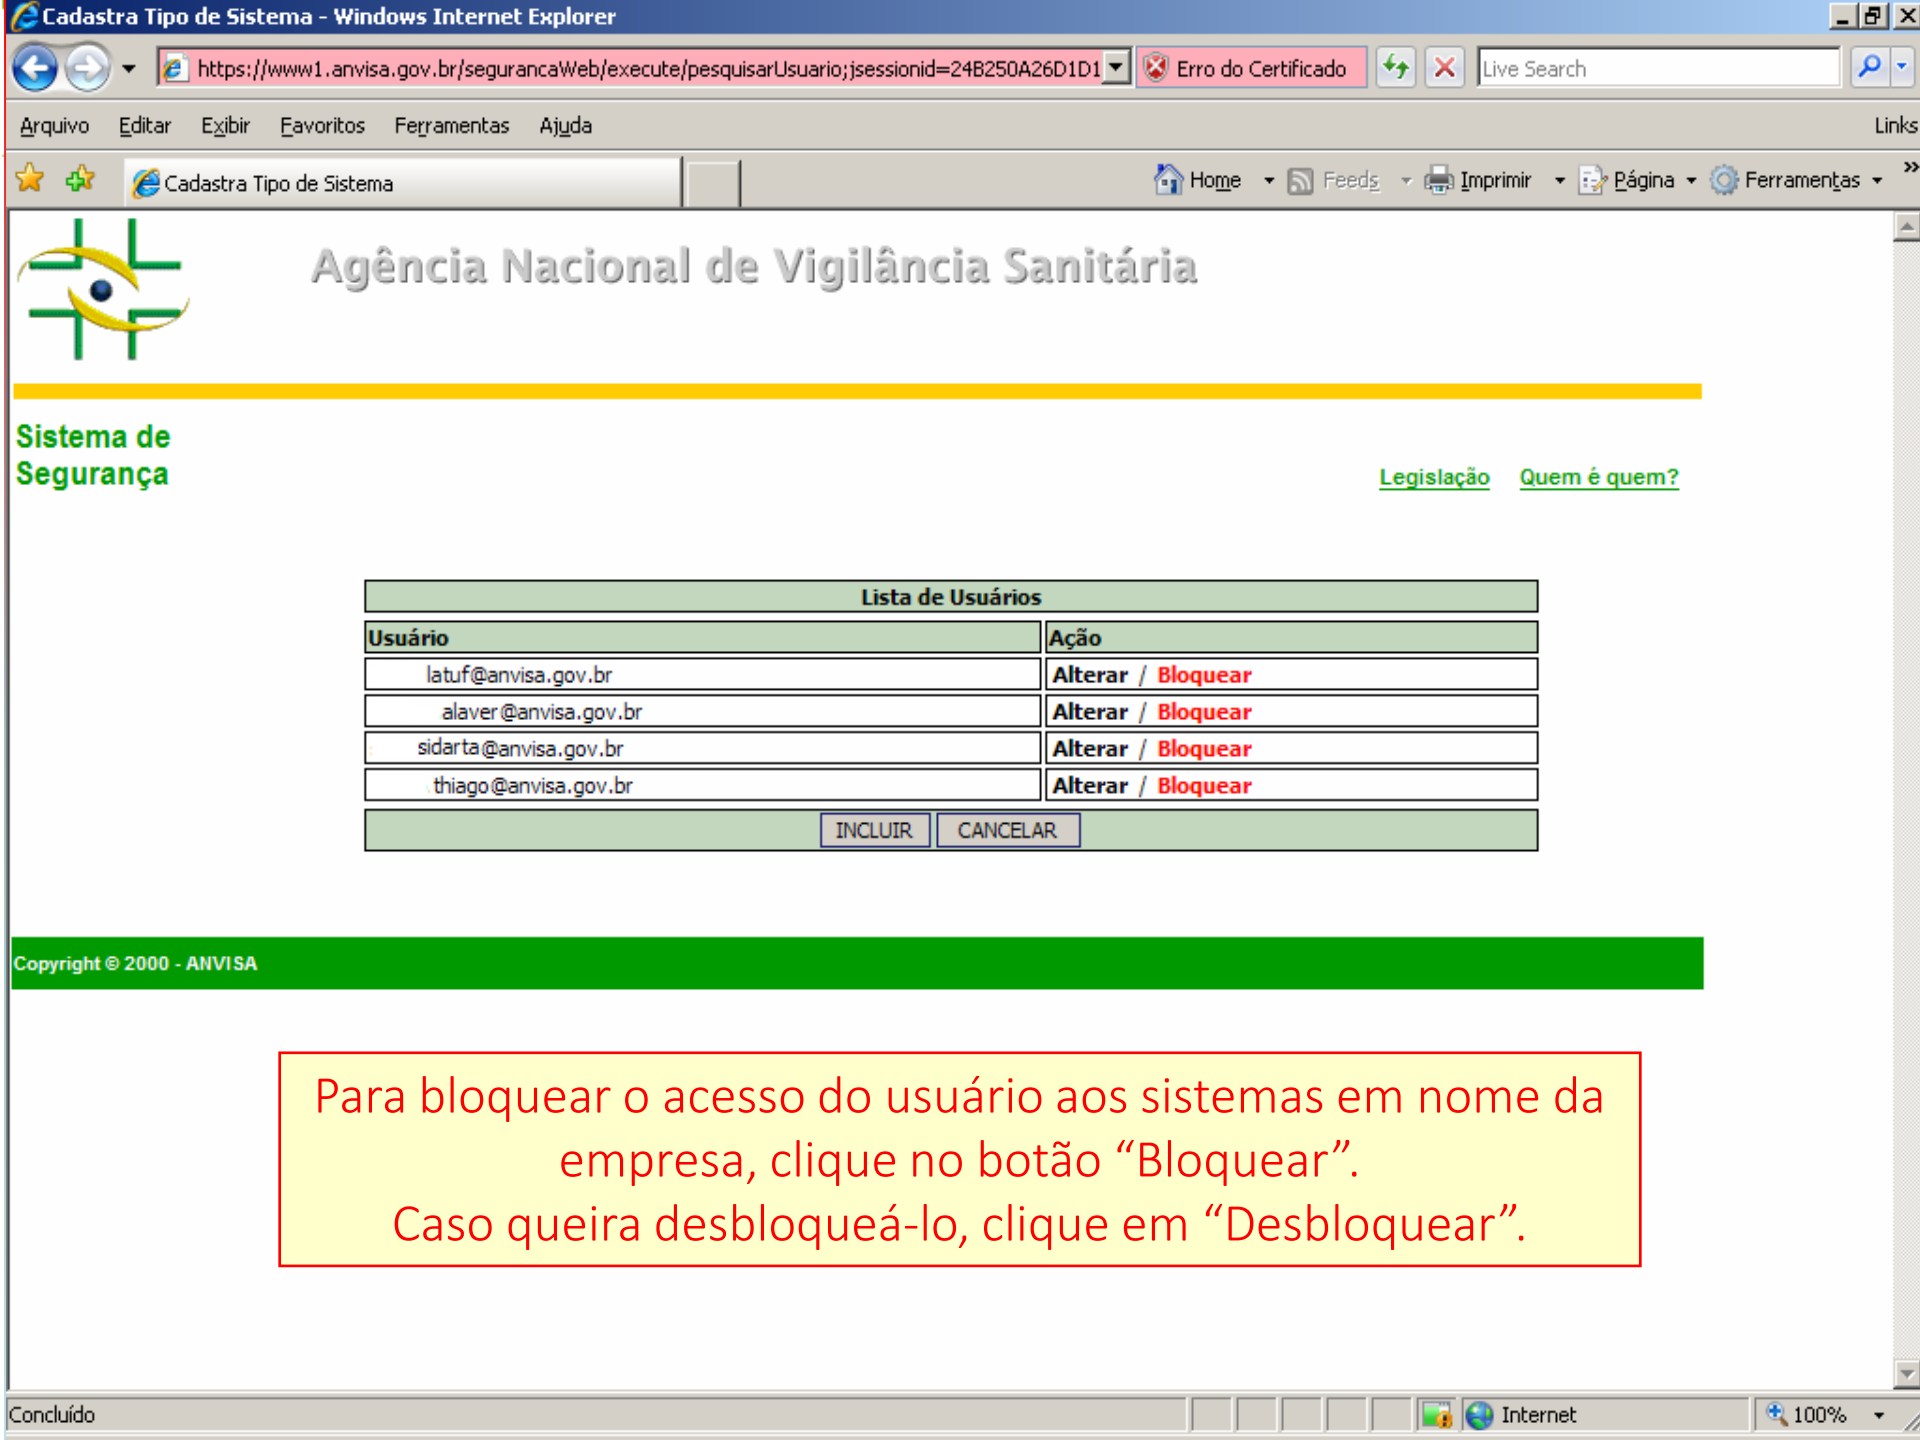 Cadastra Tipo de Sistema - Windows Internet Explorer
https://www1.anvisa.gov.br/segurancaWeb/execute/pesquisarUsuario;jsessionid=24B250A26D1D1
Erro do Certificado
Live Search
Arquivo Editar Exibir Favoritos Ferramentas Ajuda Links
Cadastra Tipo de Sistema
Home Feeds Imprimir Página Ferramentas »
Agência Nacional de Vigilância Sanitária
Sistema de
Segurança
Legislação Quem é quem?
Lista de Usuários
Usuário Ação
latuf@anvisa.gov.br Alterar / Bloquear
alaver@anvisa.gov.br Alterar / Bloquear
sidarta@anvisa.gov.br Alterar / Bloquear
thiago@anvisa.gov.br Alterar / Bloquear
INCLUIR CANCELAR
Copyright © 2000 - ANVISA
Para bloquear o acesso do usuário aos sistemas em nome da
empresa, clique no botão “Bloquear”.
Caso queira desbloqueá-lo, clique em “Desbloquear”.
Concluído Internet 100%